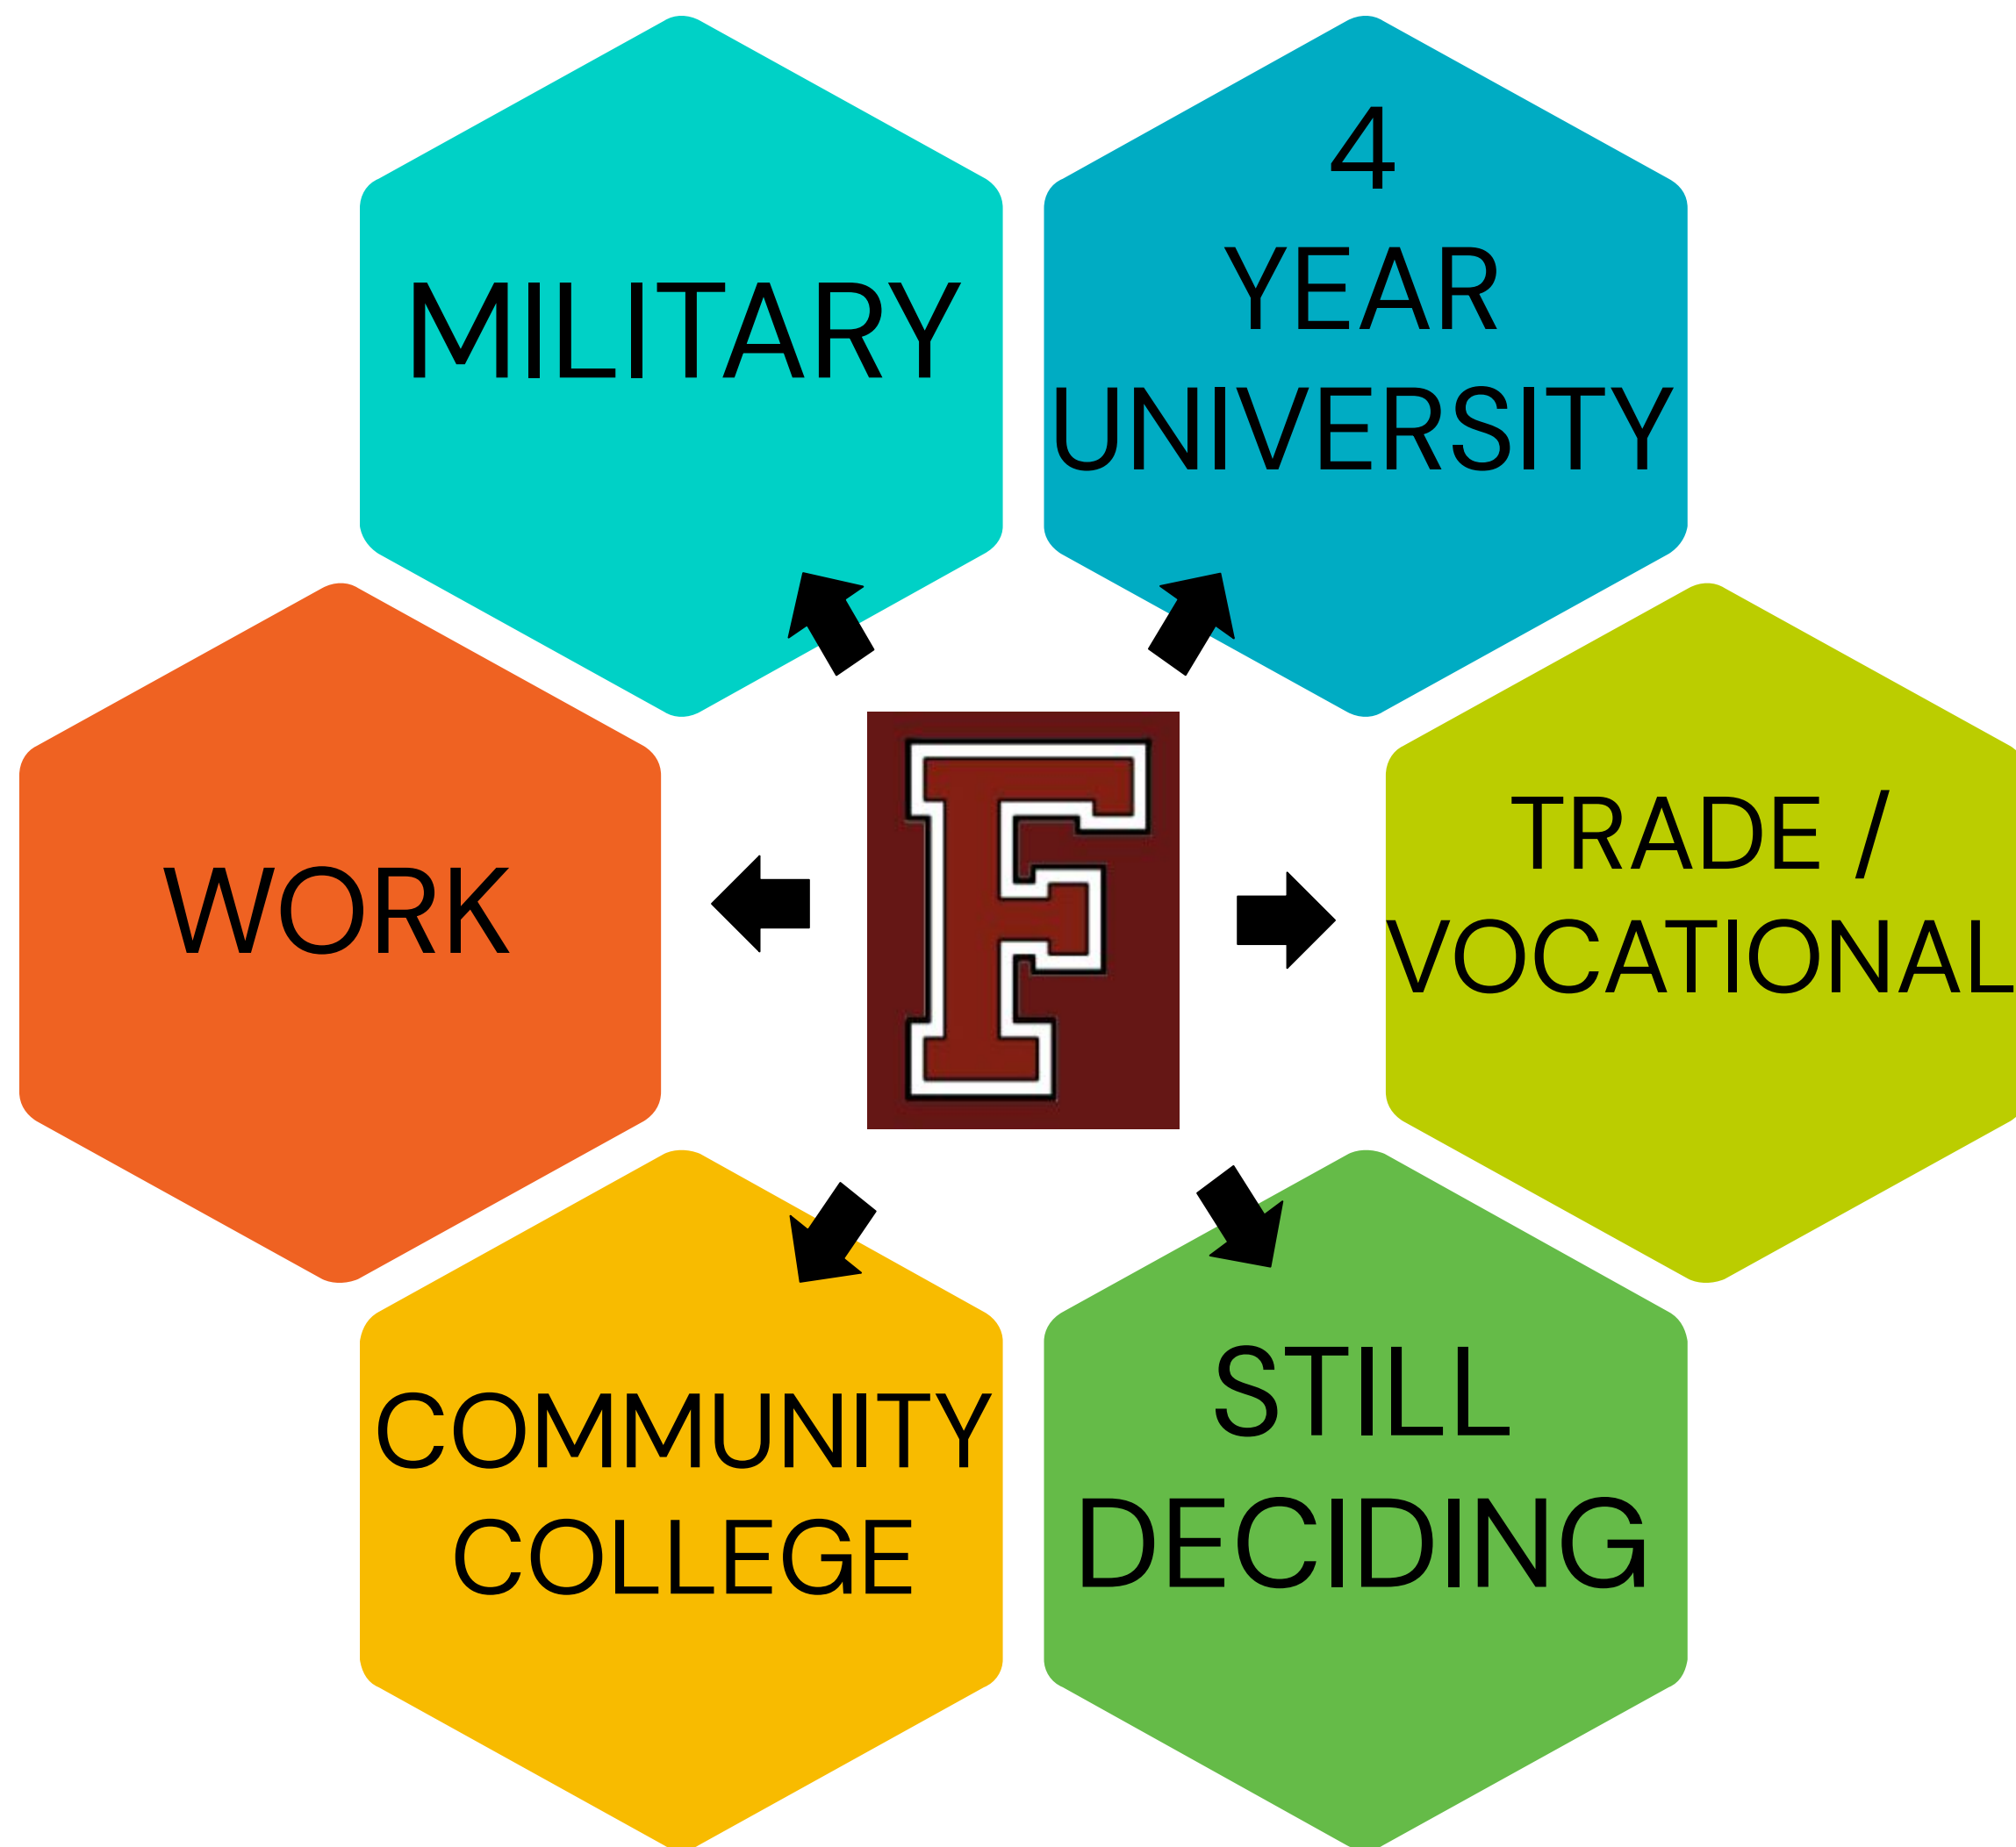 MILITARY
4
YEAR
UNIVERSITY
WORK
F
TRADE /
VOCATIONAL
COMMUNITY
COLLEGE
STILL
DECIDING